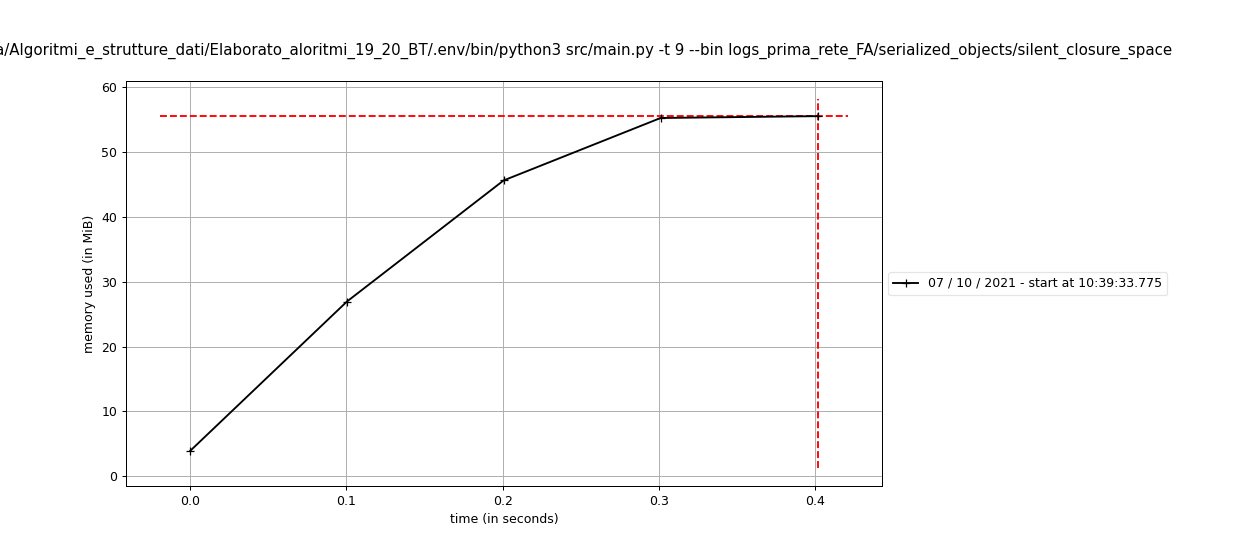 a/Algoritmi_e_strutture_dati/Elaborato_aloritmi_19_20_BT/.env/bin/python3 src/main.py -t 9 --bin logs_prima_rete_FA/serialized_objects/silent_closure_space
60
50
40
30
20
10
0
memory used (in MiB)
07 / 10 / 2021 - start at 10:39:33.775
0.0 0.1 0.2 0.3 0.4
time (in seconds)